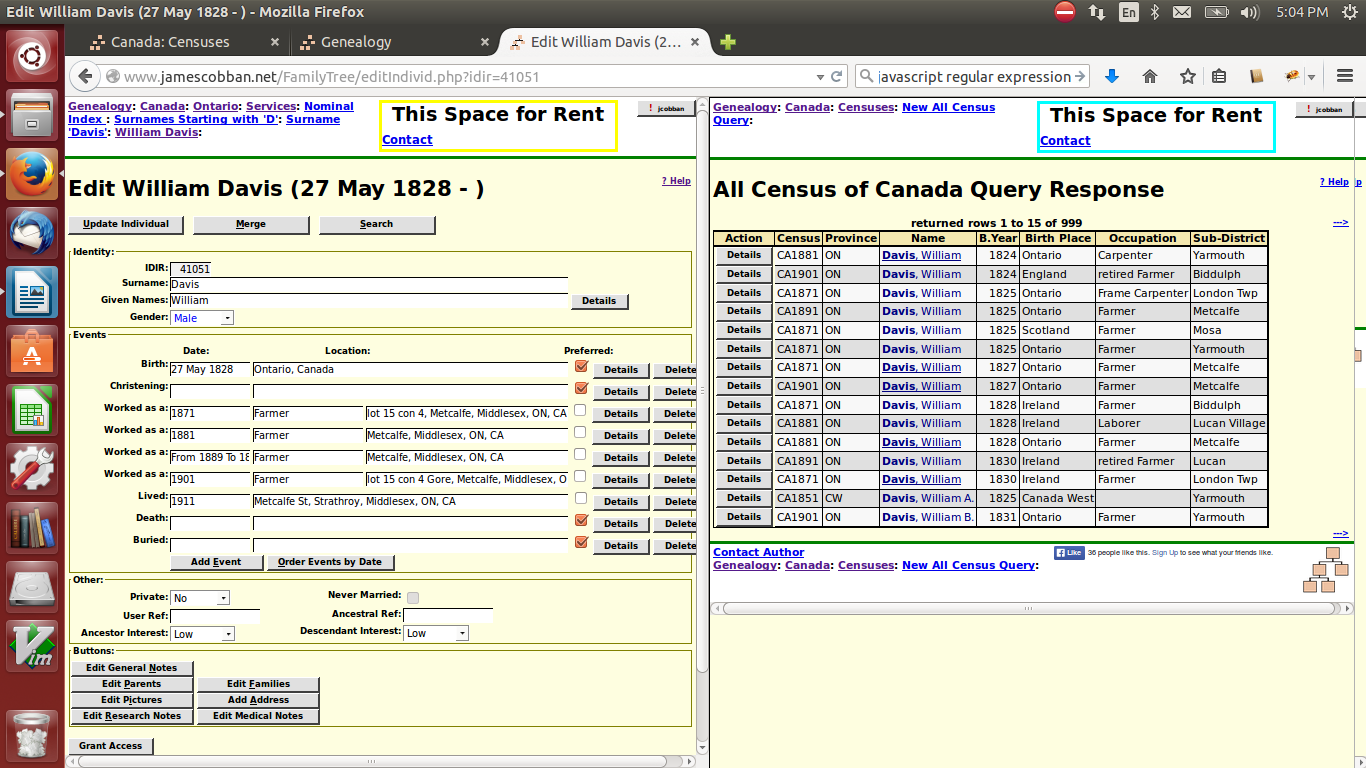 Edit William Davis (27 May 1828 - ) - Mozilla Firefox
En
5:04 PM
Canada: Censuses
Genealogy
Edit William Davis (2...
www.jamescobban.net/FamilyTree/editIndivid.php?idir=41051
javascript regular expression
Genealogy: Canada: Ontario: Services: Nominal
Index : Surnames Starting with 'D': Surname
'Davis': William Davis:
This Space for Rent
Contact
! jcobban
Edit William Davis (27 May 1828 - )
? Help
Update Individual Merge Search
Identity:
IDIR: 41051
Surname: Davis
Given Names: William Details
Gender: Male
Events
Date: Location: Preferred:
Birth: 27 May 1828 Ontario, Canada Details Delete
Christening: Details Delete
Worked as a: 1871 Farmer lot 15 con 4, Metcalfe, Middlesex, ON, CA Details Delete
Worked as a: 1881 Farmer Metcalfe, Middlesex, ON, CA Details Delete
Worked as a: From 1889 To 18 Farmer Metcalfe, Middlesex, ON, CA Details Delete
Worked as a: 1901 Farmer lot 15 con 4 Gore, Metcalfe, Middlesex, O Details Delete
Lived: 1911 Metcalfe St, Strathroy, Middlesex, ON, CA Details Delete
Death: Details Delete
Buried: Details Delete
Add Event Order Events by Date
Other:
Private: No Never Married:
User Ref: Ancestral Ref:
Ancestor Interest: Low Descendant Interest: Low
Buttons:
Edit General Notes
Edit Parents Edit Families
Edit Pictures Add Address
Edit Research Notes Edit Medical Notes
Grant Access
Genealogy: Canada: Censuses: New All Census
Query:
This Space for Rent
Contact
! jcobban
All Census of Canada Query Response
? Help
p
returned rows 1 to 15 of 999
--->
Action Census Province Name B.Year Birth Place Occupation Sub-District
Details CA1881 ON Davis, William 1824 Ontario Carpenter Yarmouth
Details CA1901 ON Davis, William 1824 England retired Farmer Biddulph
Details CA1871 ON Davis, William 1825 Ontario Frame Carpenter London Twp
Details CA1891 ON Davis, William 1825 Ontario Farmer Metcalfe
Details CA1871 ON Davis, William 1825 Scotland Farmer Mosa
Details CA1871 ON Davis, William 1825 Ontario Farmer Yarmouth
Details CA1871 ON Davis, William 1827 Ontario Farmer Metcalfe
Details CA1901 ON Davis, William 1827 Ontario Farmer Metcalfe
Details CA1871 ON Davis, William 1828 Ireland Farmer Biddulph
Details CA1881 ON Davis, William 1828 Ireland Laborer Lucan Village
Details CA1881 ON Davis, William 1828 Ontario Farmer Metcalfe
Details CA1891 ON Davis, William 1830 Ireland retired Farmer Lucan
Details CA1871 ON Davis, William 1830 Ireland Farmer London Twp
Details CA1851 CW Davis, William A. 1825 Canada West Yarmouth
Details CA1901 ON Davis, William B. 1831 Ontario Farmer Yarmouth
--->
Contact Author
Like 36 people like this. Sign Up to see what your friends like.
Genealogy: Canada: Censuses: New All Census Query:
Vim